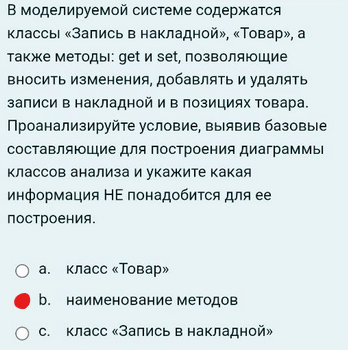 В моделируемой системе содержатся
классы «Запись в накладной», «Товар», а
также методы: get и set, позволяющие
вносить изменения, добавлять и удалять
записи в накладной и в позициях товара.
Проанализируйте условие, выявив базовые
составляющие для построения диаграммы
классов анализа и укажите какая
информация НЕ понадобится для ее
построения.
a. класс «Товар»
b. наименование методов
c. класс «Запись в накладной»